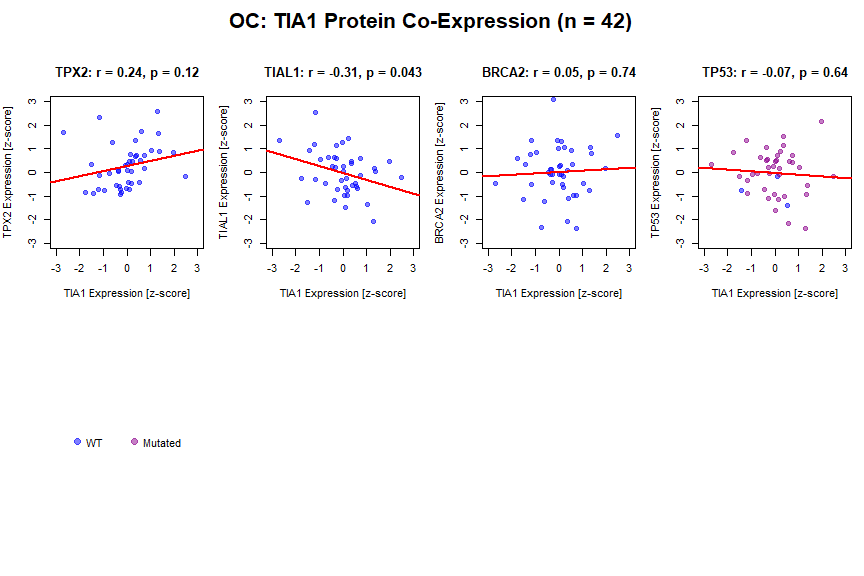 OC: TIA1 Protein Co-Expression (n = 42)
TPX2: r = 0.24, p = 0.12
TPX2 Expression [z-score]
3
2
1
0
-1
-2
-3
-3 -2 -1 0 1 2 3
TIA1 Expression [z-score]
TIAL1: r = -0.31, p = 0.043
TIAL1 Expression [z-score]
3
2
1
0
-1
-2
-3
-3 -2 -1 0 1 2 3
TIA1 Expression [z-score]
BRCA2: r = 0.05, p = 0.74
BRCA2 Expression [z-score]
3
2
1
0
-1
-2
-3
-3 -2 -1 0 1 2 3
TIA1 Expression [z-score]
TP53: r = -0.07, p = 0.64
TP53 Expression [z-score]
3
2
1
0
-1
-2
-3
-3 -2 -1 0 1 2 3
TIA1 Expression [z-score]
WT Mutated